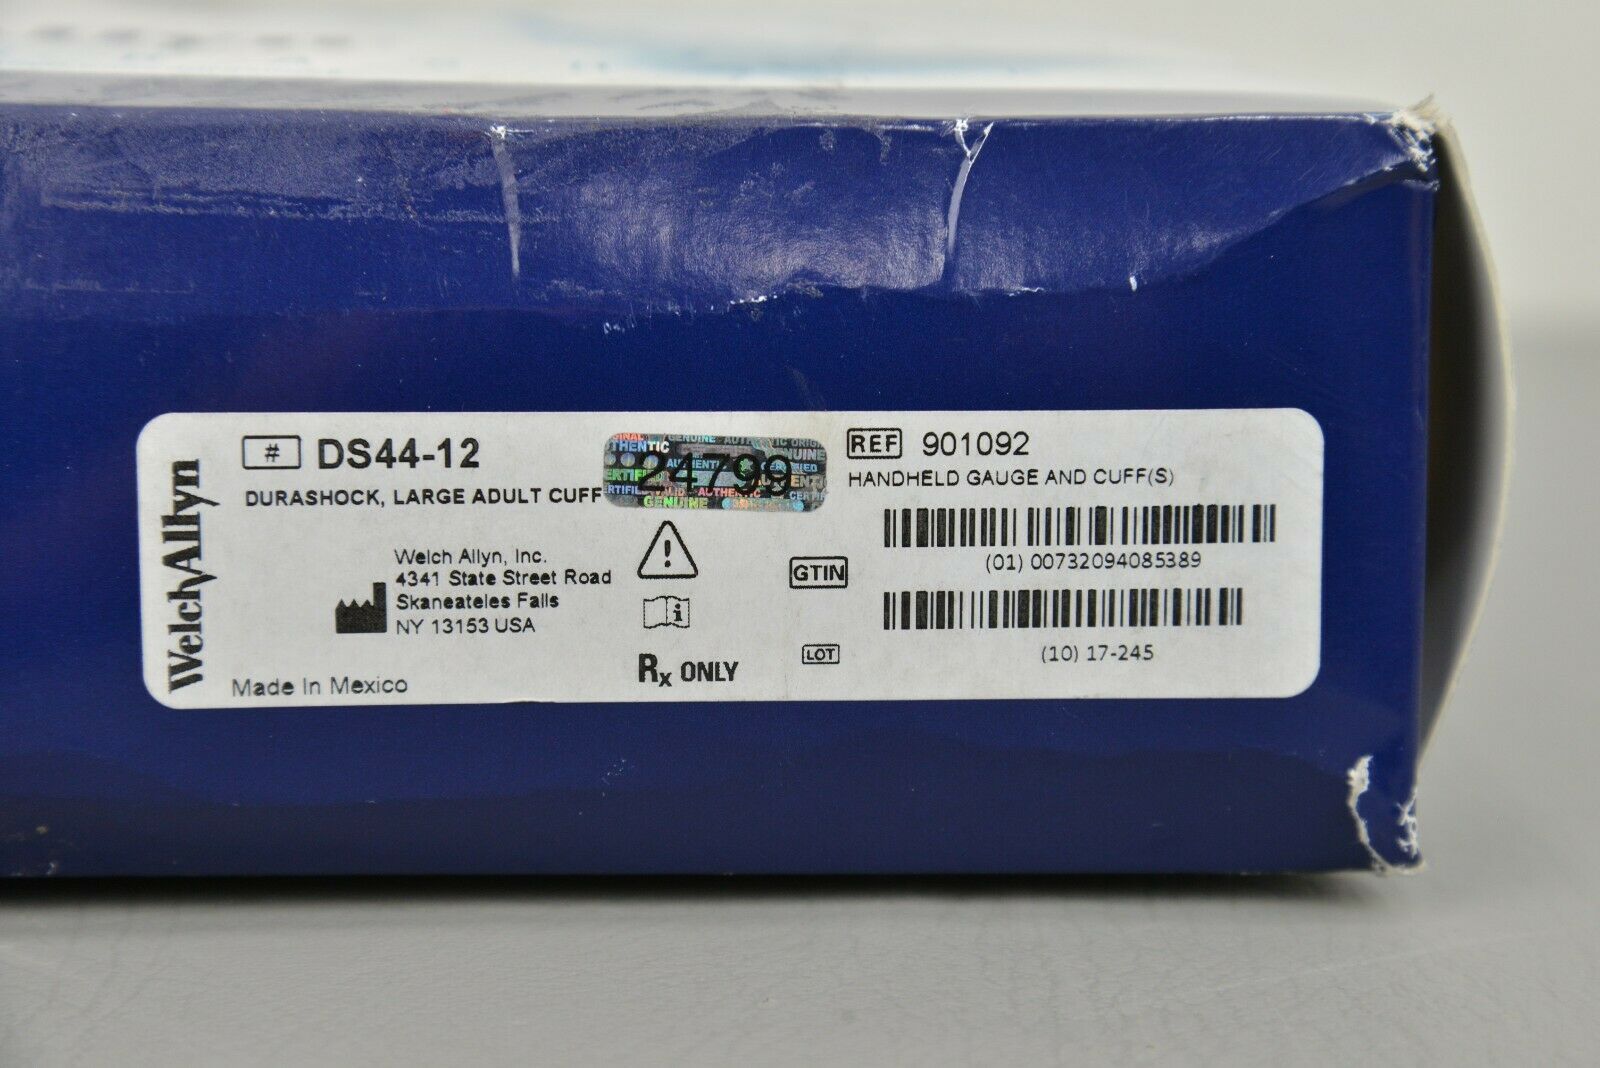 WelchAllyn
# DS44-12
DURASHOCK, LARGE ADULT CUFF
24799
GENUINE
REF 901092
HANDHELD GAUGE AND CUFF(S)
Welch Allyn, Inc.
4341 State Street Road
Skaneateles Falls
NY 13153 USA
Made In Mexico
i
Rx ONLY
GTIN
(01) 00732094085389
LOT
(10) 17-245